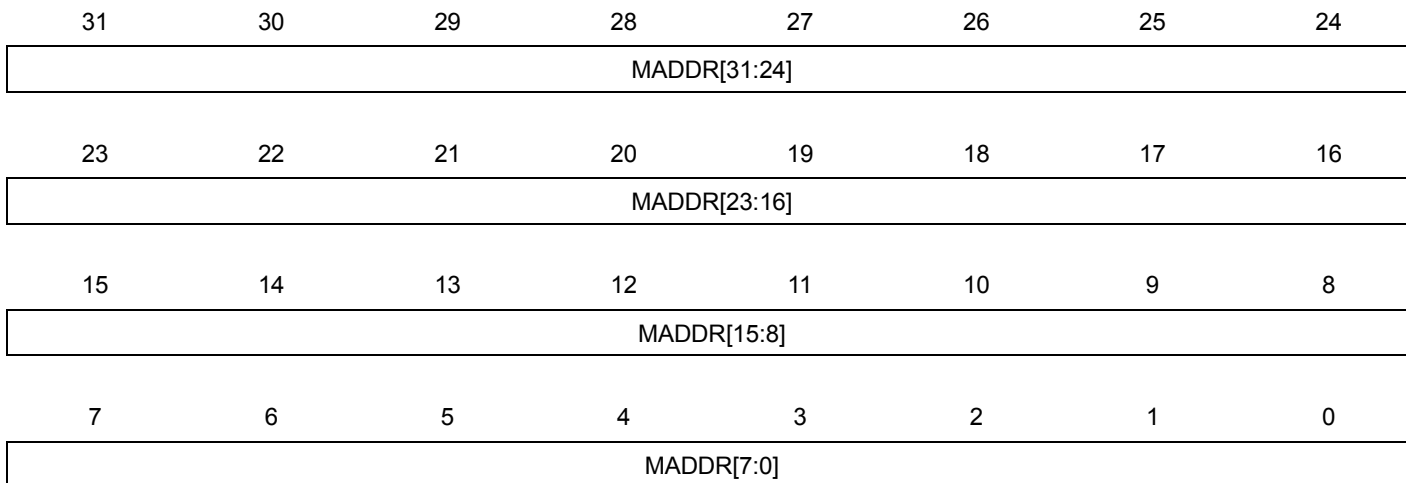 31 30 29 28 27 26 25 24
MADDR[31:24]
23 22 21 20 19 18 17 16
MADDR[23:16]
15 14 13 12 11 10 9 8
MADDR[15:8]
7 6 5 4 3 2 1 0
MADDR[7:0]